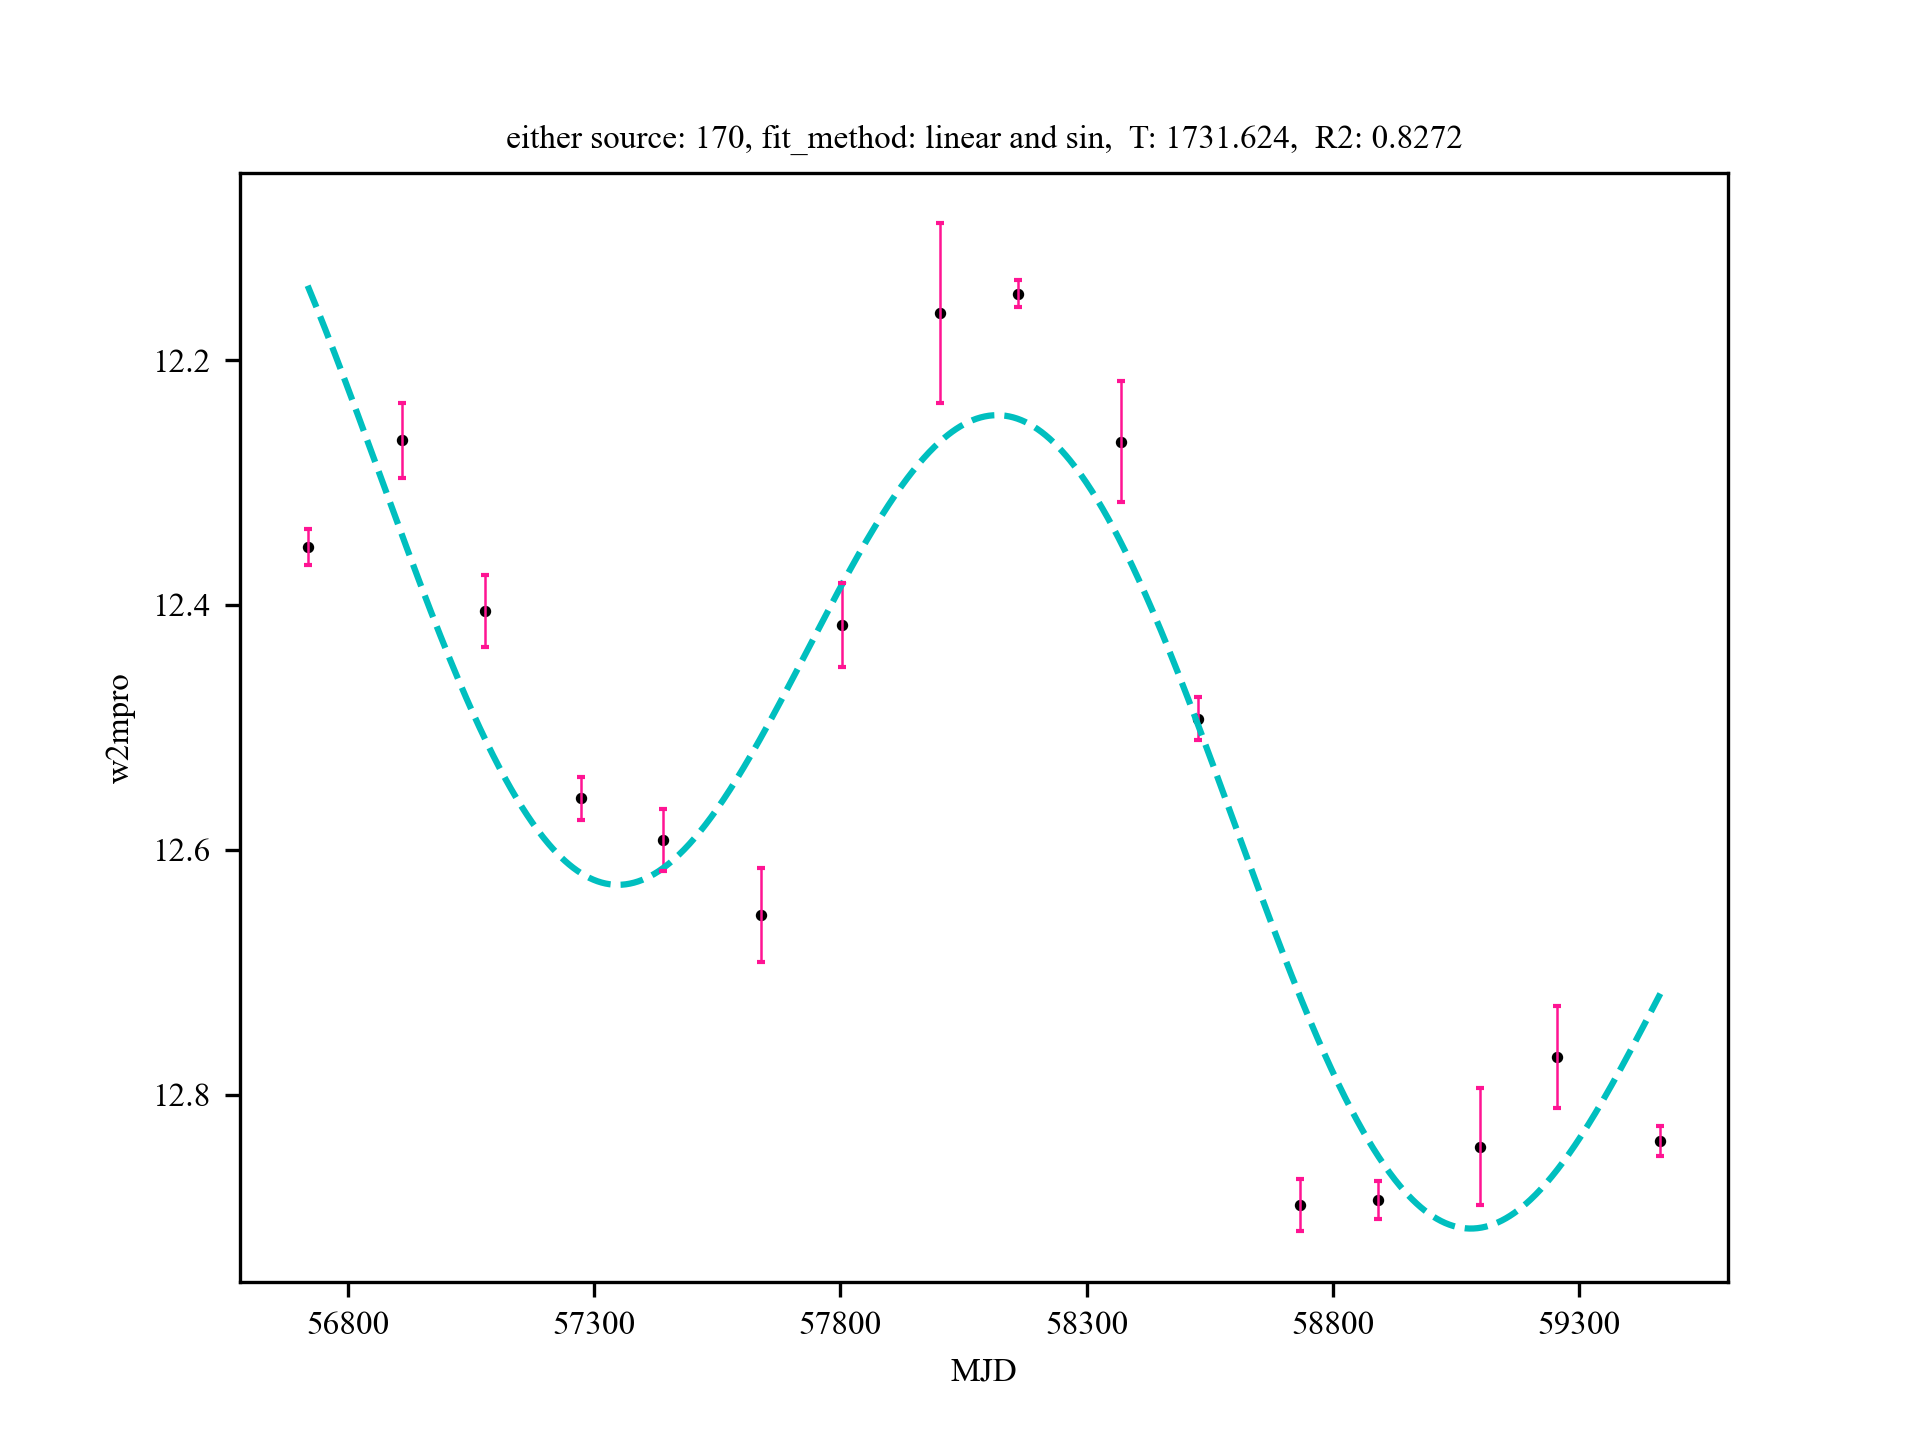 either source: 170, fit_method: linear and sin,  T: 1731.624,  R2: 0.8272
12.2
12.4
w2mpro
12.6
12.8
56800 57300 57800 58300 58800 59300
MJD